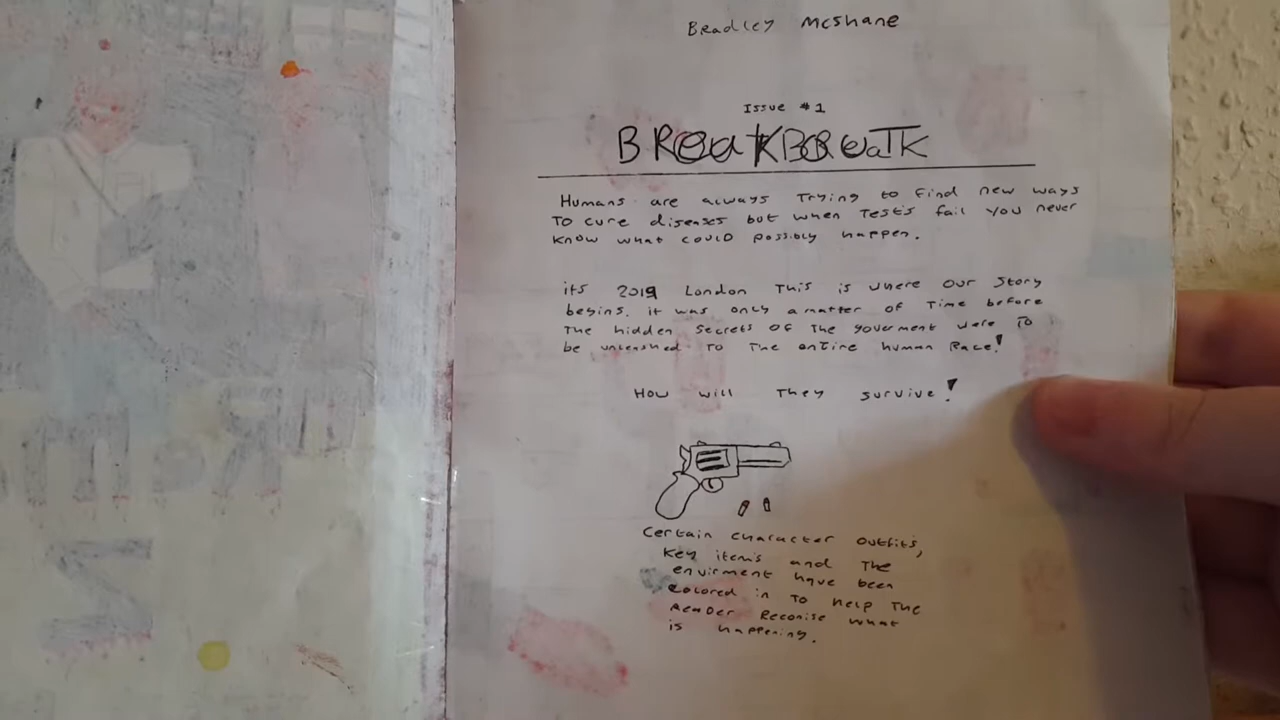 Bradley McShane
Issue #1
Humans are always Trying to find new ways
To cure diseases but when Tests fail you never
know what could possibly happen.
its 2019 London This is where our story
begins. it was only a matter of Time before
The hidden secrets of The goverment were To
be unleashed To The entire human Race!
How will They survive!
Certain character outfits,
Key items and The
envirment have been
colored in To help The
Reader Reconise what
is happening.